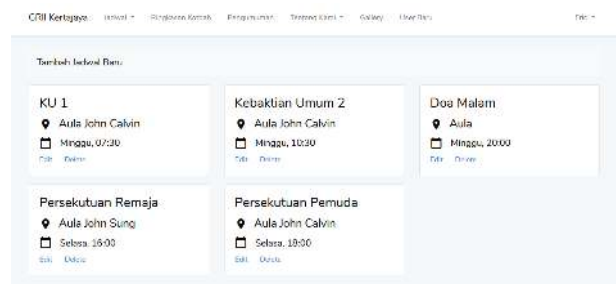 GRII Kertajaya Jadwal Ringkasan Kotbah Pengumuman Tentang Kami Gallery User Baru Eric
Tambah Jadwal Baru
KU 1
Aula John Calvin
Minggu, 07:30
Edit Delete
Kebaktian Umum 2
Aula John Calvin
Minggu, 10:30
Edit Delete
Doa Malam
Aula
Minggu, 20:00
Edit Delete
Persekutuan Remaja
Aula John Sung
Selasa, 16:00
Edit Delete
Persekutuan Pemuda
Aula John Calvin
Selasa, 18:00
Edit Delete